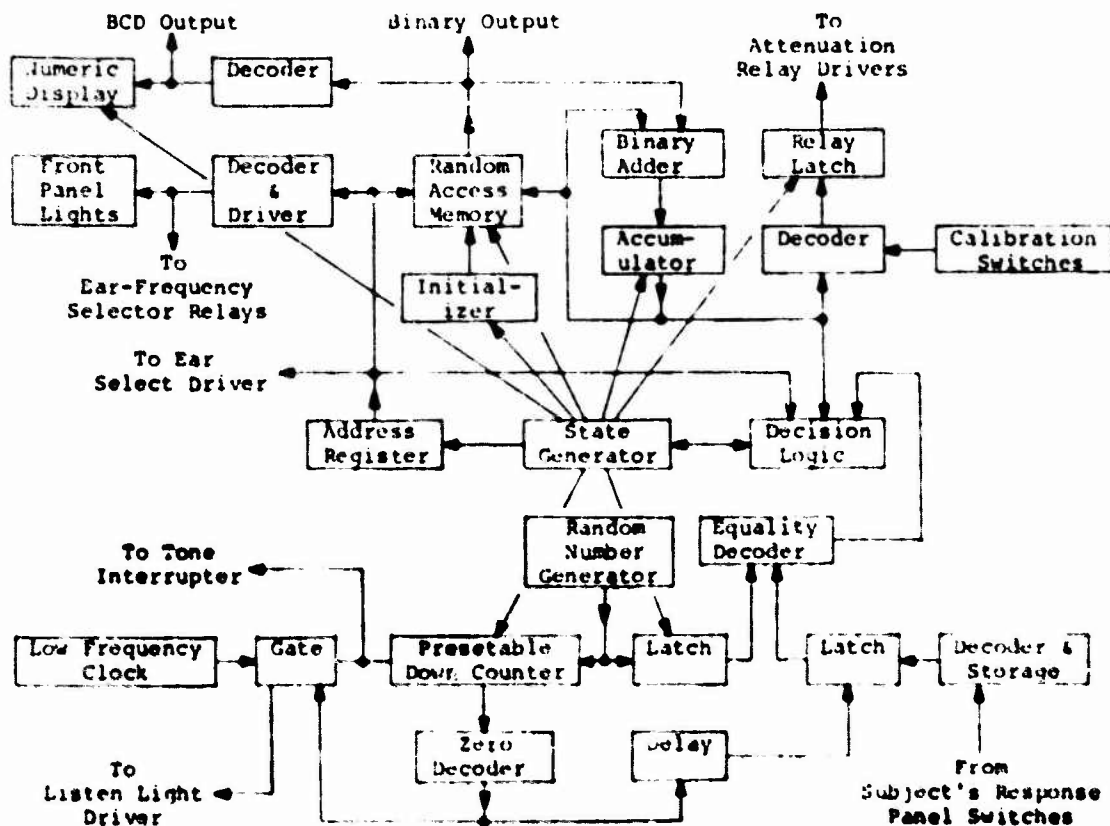 BCD Output
Binary Output
To
Attenuation
Relay Drivers
Numeric
Display
Decoder
Binary
Adder
Relay
Latch
Front
Panel
Lights
Decoder
&
Driver
Random
Access
Memory
Accum-
ulator
Decoder
Calibration
Switches
To
Ear-Frequency
Selector Relays
Initial-
izer
To Ear
Select Driver
Address
Register
State
Generator
Decision
Logic
Random
Number
Generator
Equality
Decoder
To Tone
Interrupter
Low Frequency
Clock
Gate
Presetable
Down Counter
Latch
Latch
Decoder &
Storage
Zero
Decoder
Delay
To
Listen Light
Driver
From
Subject's Response
Panel Switches